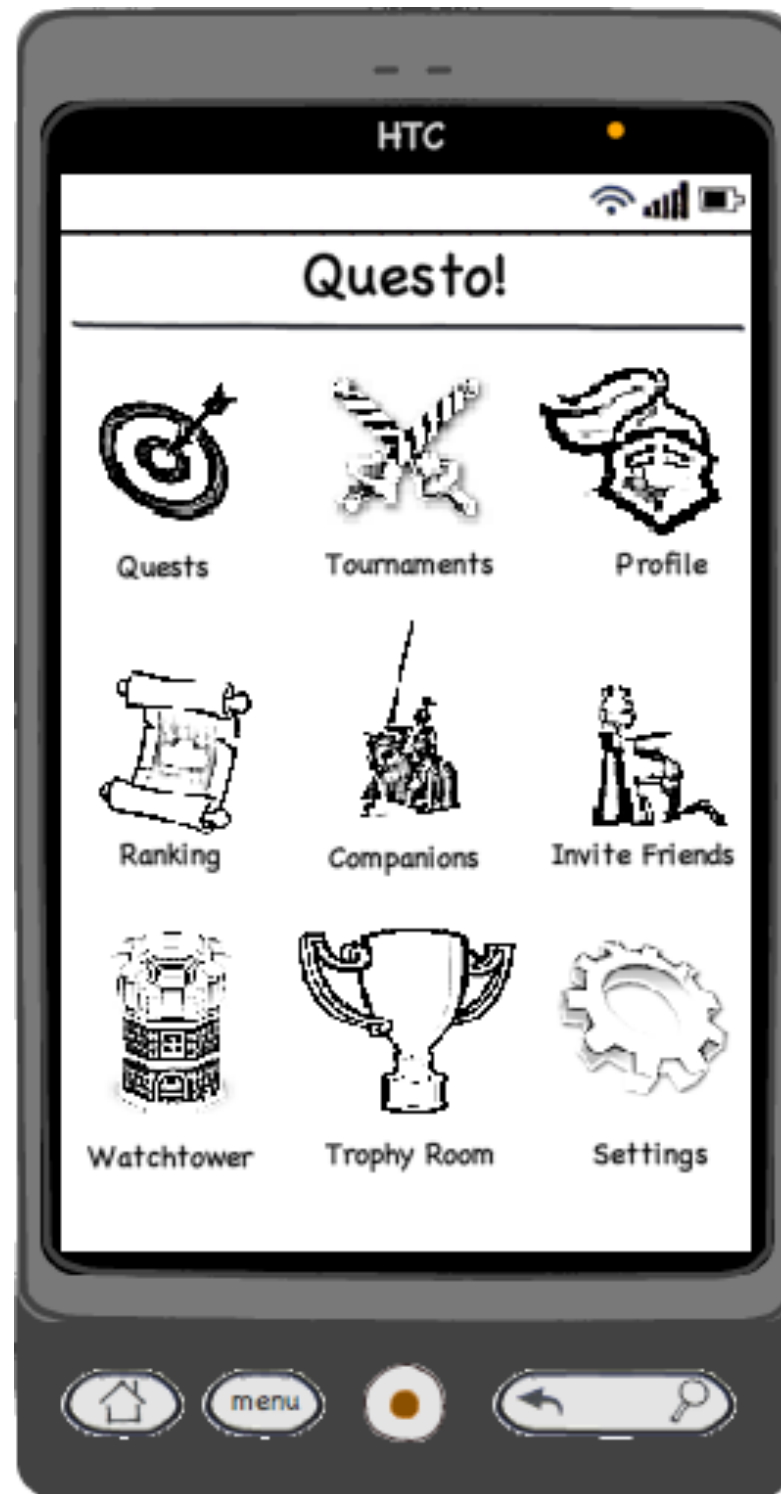 HTC
Questo!
Quests Tournaments Profile
Ranking Companions Invite Friends
Watchtower Trophy Room Settings
menu